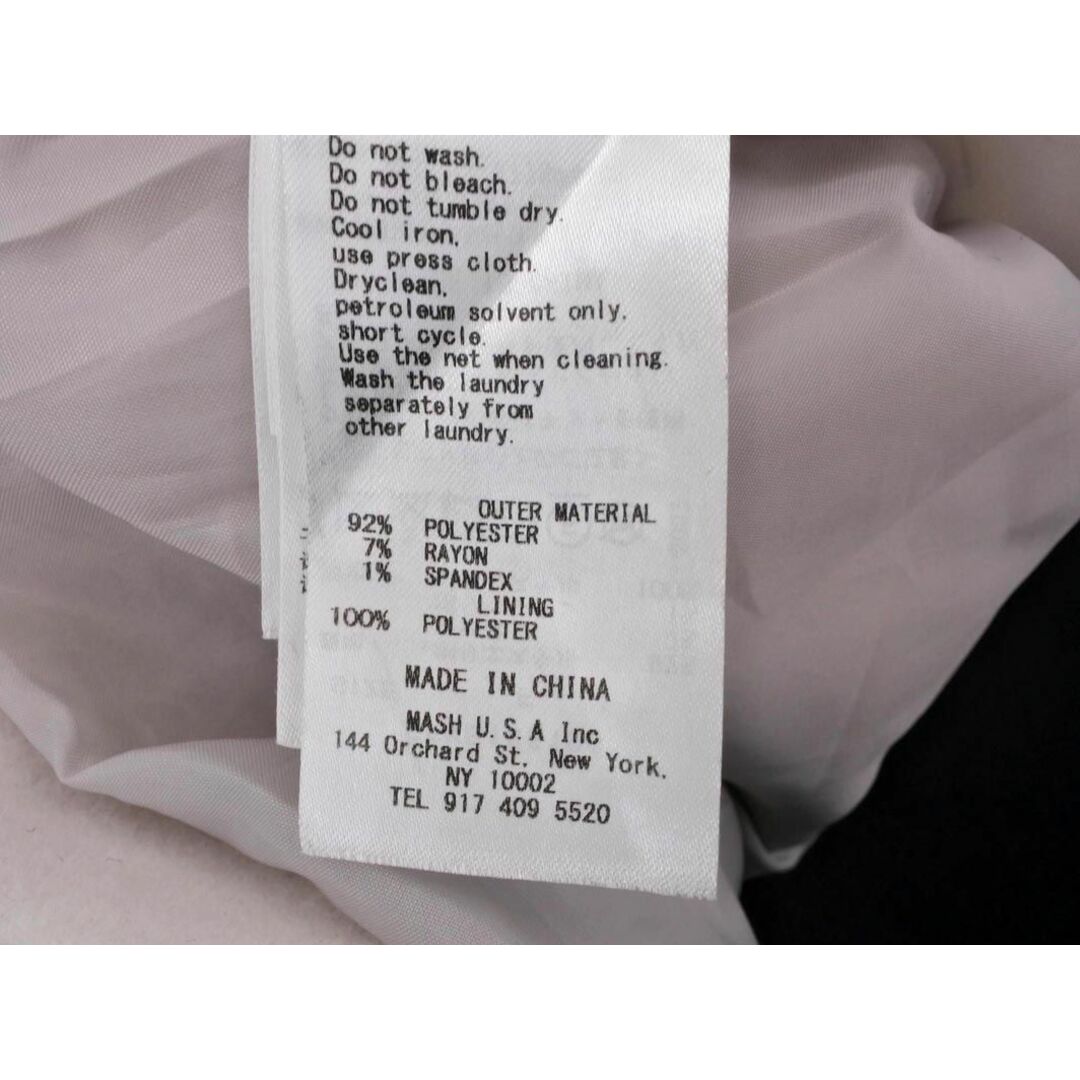 Do not wash.
Do not bleach.
Do not tumble dry.
Cool iron,
use press cloth.
Dryclean,
petroleum solvent only.
short cycle.
Use the net when cleaning.
Wash the laundry
separately from
other laundry.
OUTER MATERIAL
92% POLYESTER
7% RAYON
1% SPANDEX
LINING
100% POLYESTER
MADE IN CHINA
MASH U.S.A Inc
144 Orchard St, New York,
NY 10002
TEL 917 409 5520